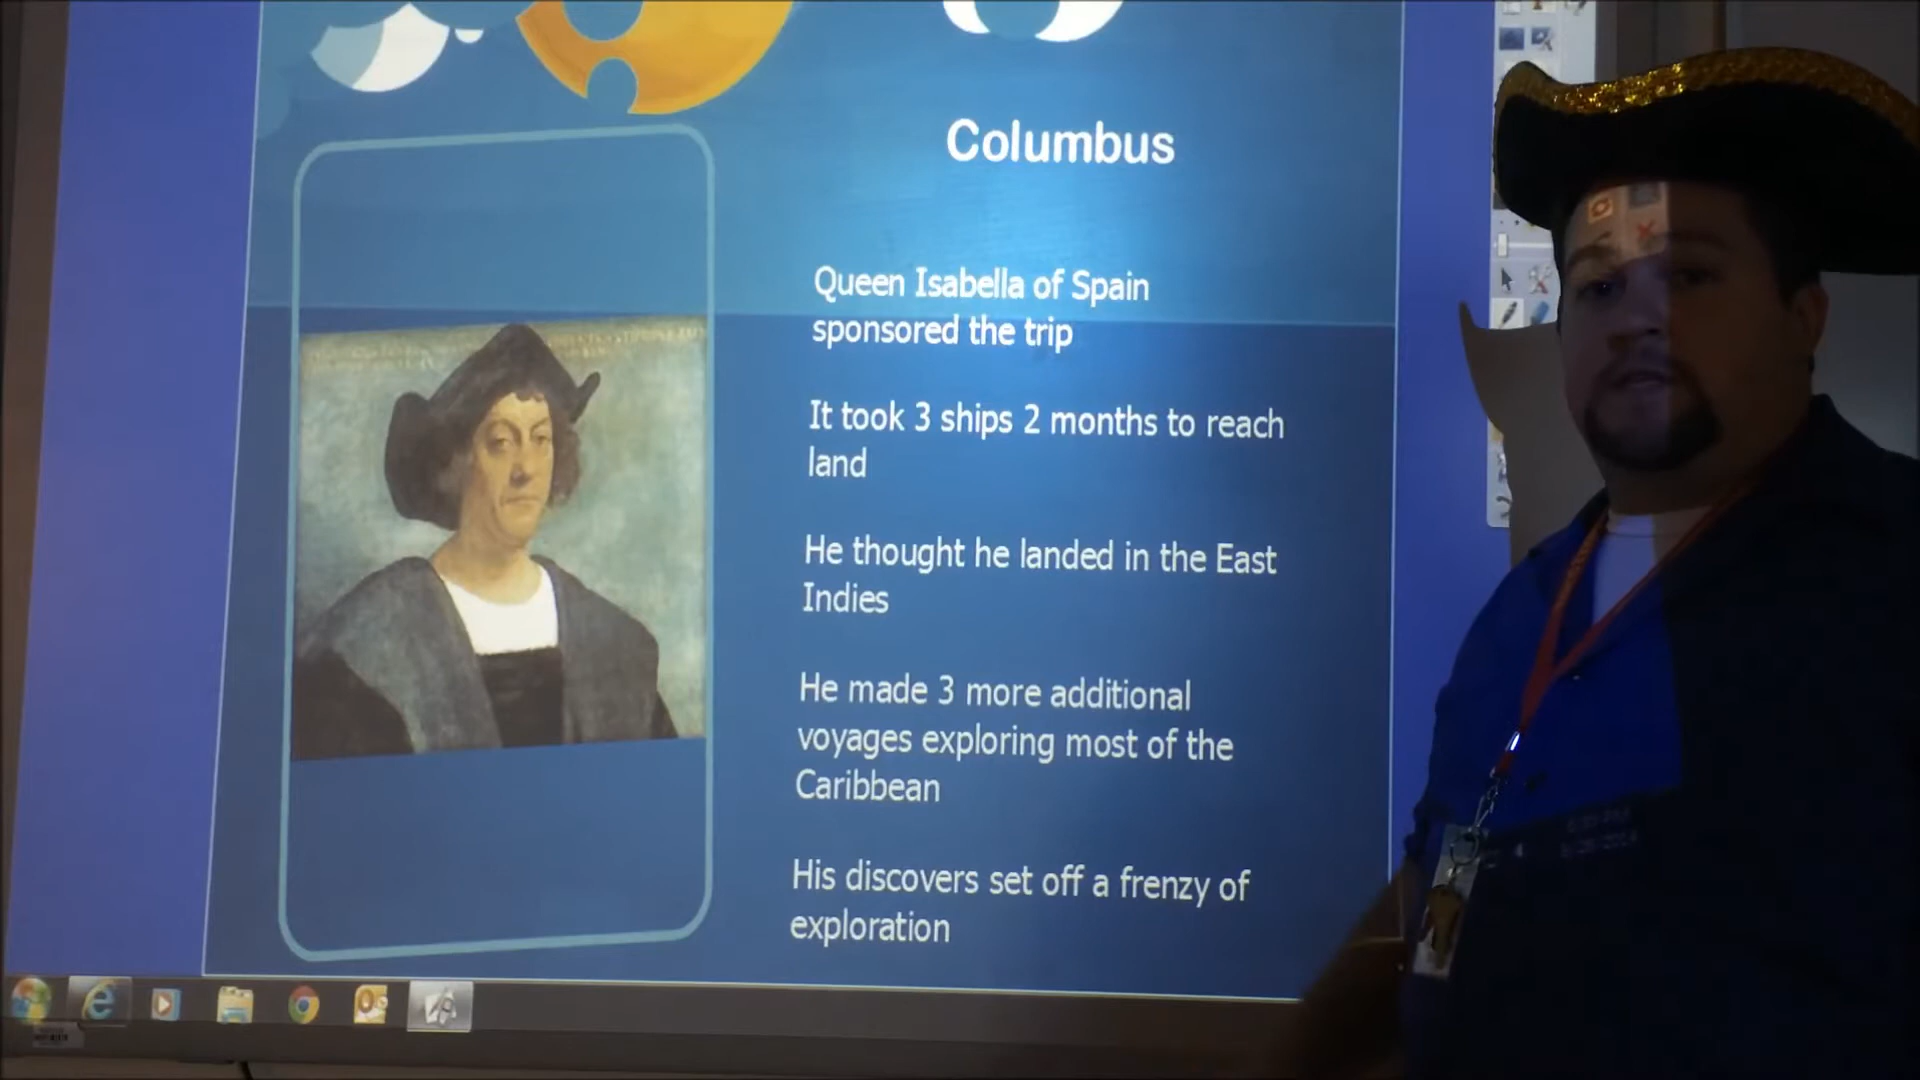 Columbus
Queen Isabella of Spain
sponsored the trip
It took 3 ships 2 months to reach
land
He thought he landed in the East
Indies
He made 3 more additional
voyages exploring most of the
Caribbean
His discovers set off a frenzy of
exploration